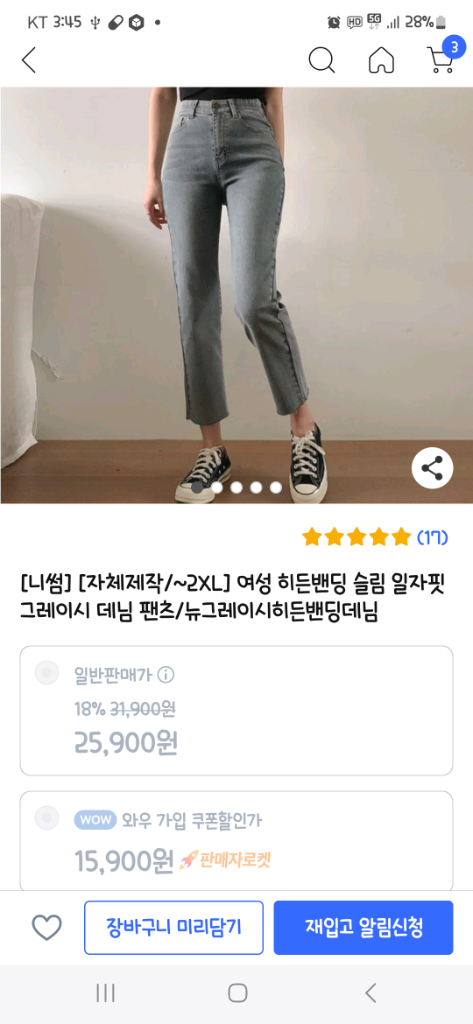 KT 3:45
HD 5G 28%
3
(17)
[니썸] [자체제작/~2XL] 여성 히든밴딩 슬림 일자핏
그레이시 데님 팬츠/뉴그레이시히든밴딩데님
일반판매가
18% 31,900원
25,900원
WOW 와우 가입 쿠폰할인가
15,900원 판매자로켓
장바구니 미리담기
재입고 알림신청